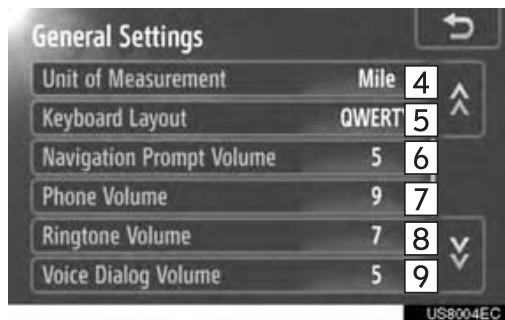 General Settings
Unit of Measurement Mile 4
Keyboard Layout QWERT 5
Navigation Prompt Volume 5 6
Phone Volume 9 7
Ringtone Volume 7 8
Voice Dialog Volume 5 9
US8004EC